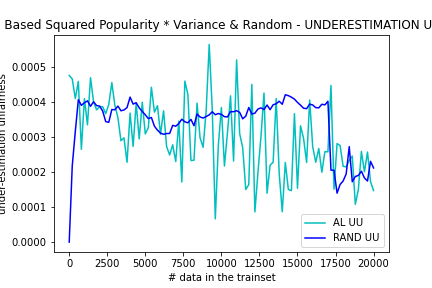 Based Squared Popularity * Variance & Random - UNDERESTIMATION U
under-estimation unfairness
0.0005
0.0004
0.0003
0.0002
0.0001
0.0000
AL UU
RAND UU
0 2500 5000 7500 10000 12500 15000 17500 20000
# data in the trainset